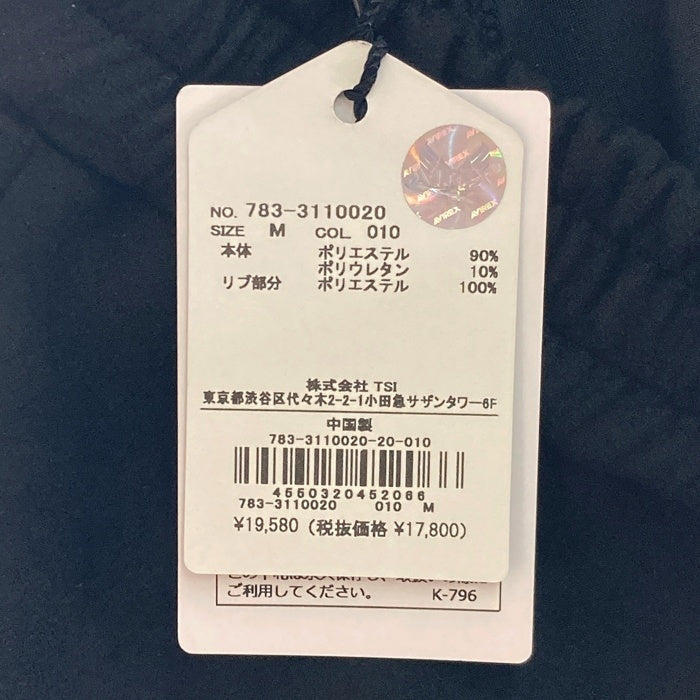 AVIREX
NO. 783-3110020
SIZE M COL 010
本体 ポリエステル 90%
ポリウレタン 10%
リブ部分 ポリエステル 100%
株式会社 TSI
東京都渋谷区代々木2-2-1小田急サザンタワー6F
中国製
783-3110020-20-010
4550320452066
783-3110020 010 M
¥19,580 (税抜価格 ¥17,800)
ご利用してください。 K-796